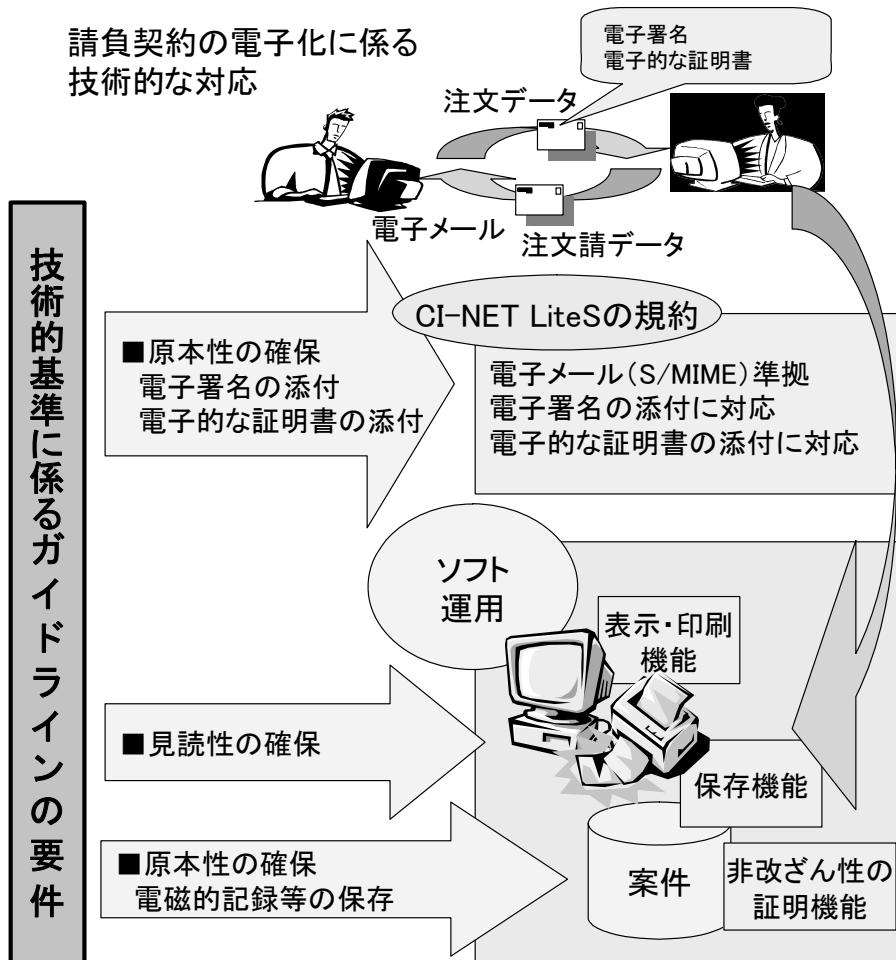 請負契約の電子化に係る
技術的な対応
電子署名
電子的な証明書
注文データ
電子メール
注文請データ
技術的基準に係るガイドラインの要件
■原本性の確保
電子署名の添付
電子的な証明書の添付
CI-NET LiteSの規約
電子メール(S/MIME)準拠
電子署名の添付に対応
電子的な証明書の添付に対応
ソフト
運用
表示・印刷
機能
■見読性の確保
保存機能
■原本性の確保
電磁的記録等の保存
案件
非改ざん性の
証明機能